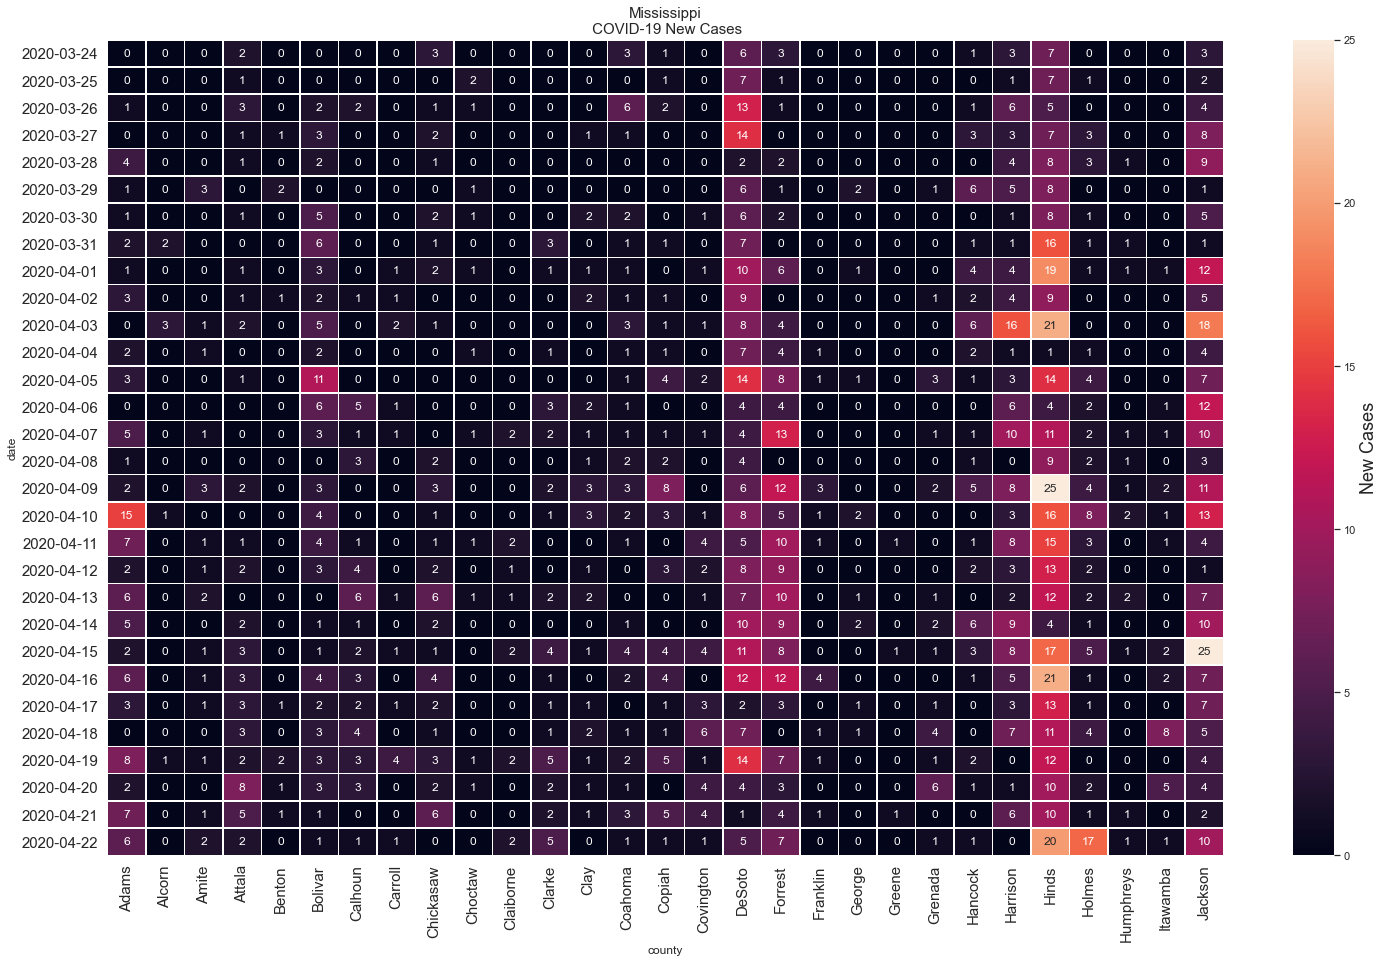 Mississippi
COVID-19 New Cases
2020-03-24 0 0 0 2 0 0 0 0 3 0 0 0 0 3 1 0 6 3 0 0 0 0 1 3 7 0 0 0 3
2020-03-25 0 0 0 1 0 0 0 0 0 2 0 0 0 0 1 0 7 1 0 0 0 0 0 1 7 1 0 0 2
2020-03-26 1 0 0 3 0 2 2 0 1 1 0 0 0 6 2 0 13 1 0 0 0 0 1 6 5 0 0 0 4
2020-03-27 0 0 0 1 1 3 0 0 2 0 0 0 1 1 0 0 14 0 0 0 0 0 3 3 7 3 0 0 8
2020-03-28 4 0 0 1 0 2 0 0 1 0 0 0 0 0 0 0 2 2 0 0 0 0 0 4 8 3 1 0 9
2020-03-29 1 0 3 0 2 0 0 0 0 1 0 0 0 0 0 0 6 1 0 2 0 1 6 5 8 0 0 0 1
2020-03-30 1 0 0 1 0 5 0 0 2 1 0 0 2 2 0 1 6 2 0 0 0 0 0 1 8 1 0 0 5
2020-03-31 2 2 0 0 0 6 0 0 1 0 0 3 0 1 1 0 7 0 0 0 0 0 1 1 16 1 1 0 1
2020-04-01 1 0 0 1 0 3 0 1 2 1 0 1 1 1 0 1 10 6 0 1 0 0 4 4 19 1 1 1 12
2020-04-02 3 0 0 1 1 2 1 1 0 0 0 0 2 1 1 0 9 0 0 0 0 1 2 4 9 0 0 0 5
2020-04-03 0 3 1 2 0 5 0 2 1 0 0 0 0 3 1 1 8 4 0 0 0 0 6 16 21 0 0 0 18
2020-04-04 2 0 1 0 0 2 0 0 0 1 0 1 0 1 1 0 7 4 1 0 0 0 2 1 1 1 0 0 4
2020-04-05 3 0 0 1 0 11 0 0 0 0 0 0 0 1 4 2 14 8 1 1 0 3 1 3 14 4 0 0 7
2020-04-06 0 0 0 0 0 6 5 1 0 0 0 3 2 1 0 0 4 4 0 0 0 0 0 6 4 2 0 1 12
2020-04-07 5 0 1 0 0 3 1 1 0 1 2 2 1 1 1 1 4 13 0 0 0 1 1 10 11 2 1 1 10
2020-04-08 1 0 0 0 0 0 3 0 2 0 0 0 1 2 2 0 4 0 0 0 0 0 1 0 9 2 1 0 3
2020-04-09 2 0 3 2 0 3 0 0 3 0 0 2 3 3 8 0 6 12 3 0 0 2 5 8 25 4 1 2 11
2020-04-10 15 1 0 0 0 4 0 0 1 0 0 1 3 2 3 1 8 5 1 2 0 0 0 3 16 8 2 1 13
2020-04-11 7 0 1 1 0 4 1 0 1 1 2 0 0 1 0 4 5 10 1 0 1 0 1 8 15 3 0 1 4
2020-04-12 2 0 1 2 0 3 4 0 2 0 1 0 1 0 3 2 8 9 0 0 0 0 2 3 13 2 0 0 1
2020-04-13 6 0 2 0 0 0 6 1 6 1 1 2 2 0 0 1 7 10 0 1 0 1 0 2 12 2 2 0 7
2020-04-14 5 0 0 2 0 1 1 0 2 0 0 0 0 1 0 0 10 9 0 2 0 2 6 9 4 1 0 0 10
2020-04-15 2 0 1 3 0 1 2 1 1 0 2 4 1 4 4 4 11 8 0 0 1 1 3 8 17 5 1 2 25
2020-04-16 6 0 1 3 0 4 3 0 4 0 0 1 0 2 4 0 12 12 4 0 0 0 1 5 21 1 0 2 7
2020-04-17 3 0 1 3 1 2 2 1 2 0 0 1 1 0 1 3 2 3 0 1 0 1 0 3 13 1 0 0 7
2020-04-18 0 0 0 3 0 3 4 0 1 0 0 1 2 1 1 6 7 0 1 1 0 4 0 7 11 4 0 8 5
2020-04-19 8 1 1 2 2 3 3 4 3 1 2 5 1 2 5 1 14 7 1 0 0 1 2 0 12 0 0 0 4
2020-04-20 2 0 0 8 1 3 3 0 2 1 0 2 1 1 0 4 4 3 0 0 0 6 1 1 10 2 0 5 4
2020-04-21 7 0 1 5 1 1 0 0 6 0 0 2 1 3 5 4 1 4 1 0 1 0 0 6 10 1 1 0 2
2020-04-22 6 0 2 2 0 1 1 1 0 0 2 5 0 1 1 1 5 7 0 0 0 1 1 0 20 17 1 1 10
date
Adams Alcorn Amite Attala Benton Bolivar Calhoun Carroll Chickasaw Choctaw Claiborne Clarke Clay Coahoma Copiah Covington DeSoto Forrest Franklin George Greene Grenada Hancock Harrison Hinds Holmes Humphreys Itawamba Jackson
county
25
20
15
10
5
0
New Cases